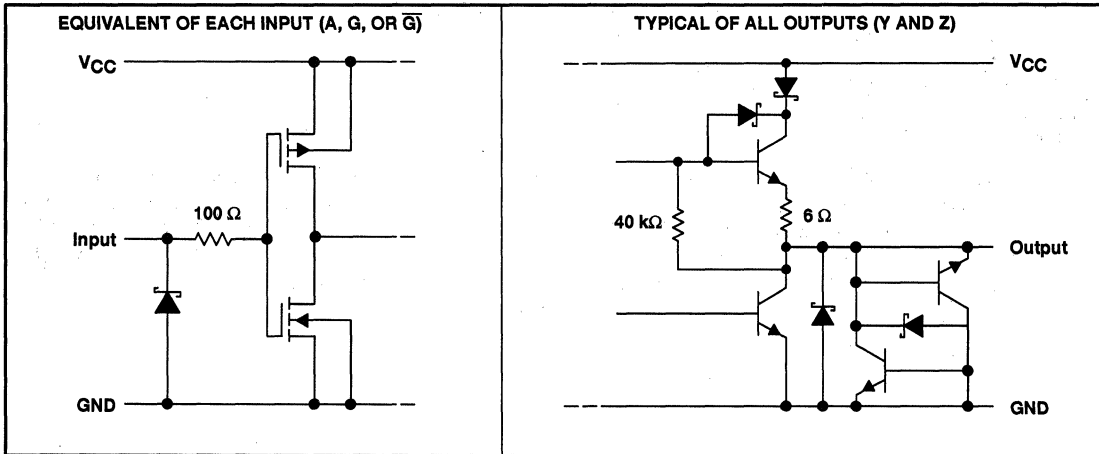 EQUIVALENT OF EACH INPUT (A, G, OR G̅)
VCC
100 Ω
Input
GND
TYPICAL OF ALL OUTPUTS (Y AND Z)
VCC
40 kΩ
6 Ω
Output
GND